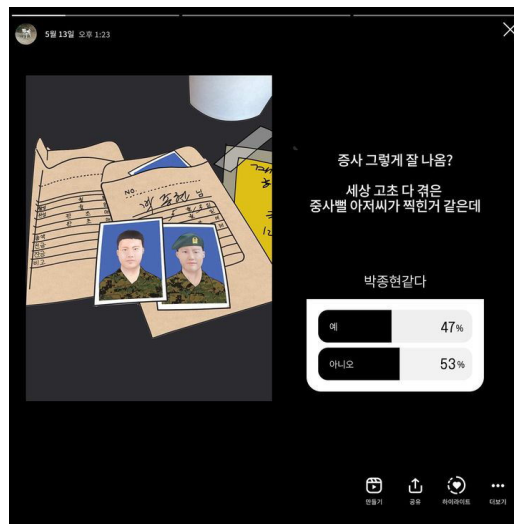 5월 13일 오후 1:23
증사 그렇게 잘 나옴?
세상 고초 다 겪은
중사뻘 아저씨가 찍힌거 같은데
NO.
님
박종현같다
예 47%
아니오 53%
만들기 공유 하이라이트 더보기